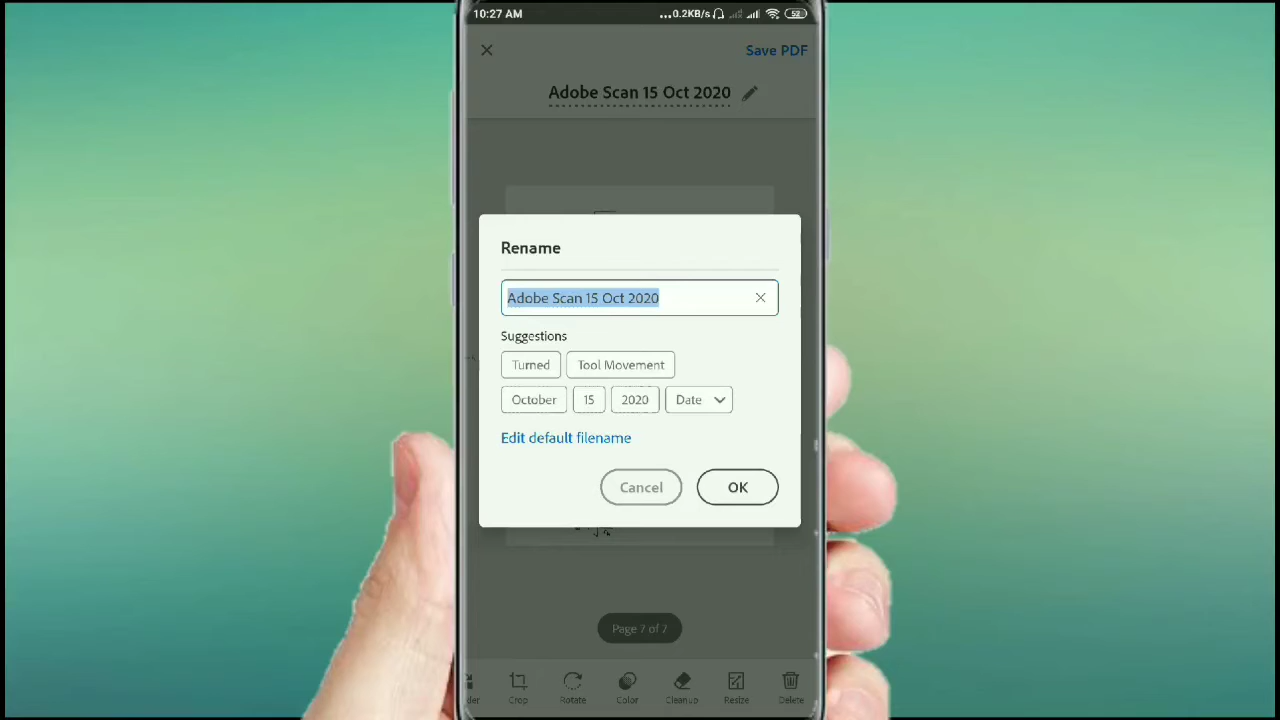 10:27 AM
...0.2KB/s 52
Save PDF
Adobe Scan 15 Oct 2020
Rename
Adobe Scan 15 Oct 2020
Suggestions
Turned Tool Movement
October 15 2020 Date
Edit default filename
Cancel OK
Page 7 of 7
der Crop Rotate Color Cleanup Resize Delete